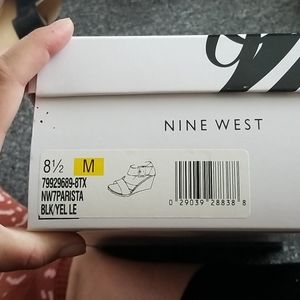 NINE WEST
8½ M
79929689-8TX
NW7PARISTA
BLK/YEL LE
0 29039 28838 8